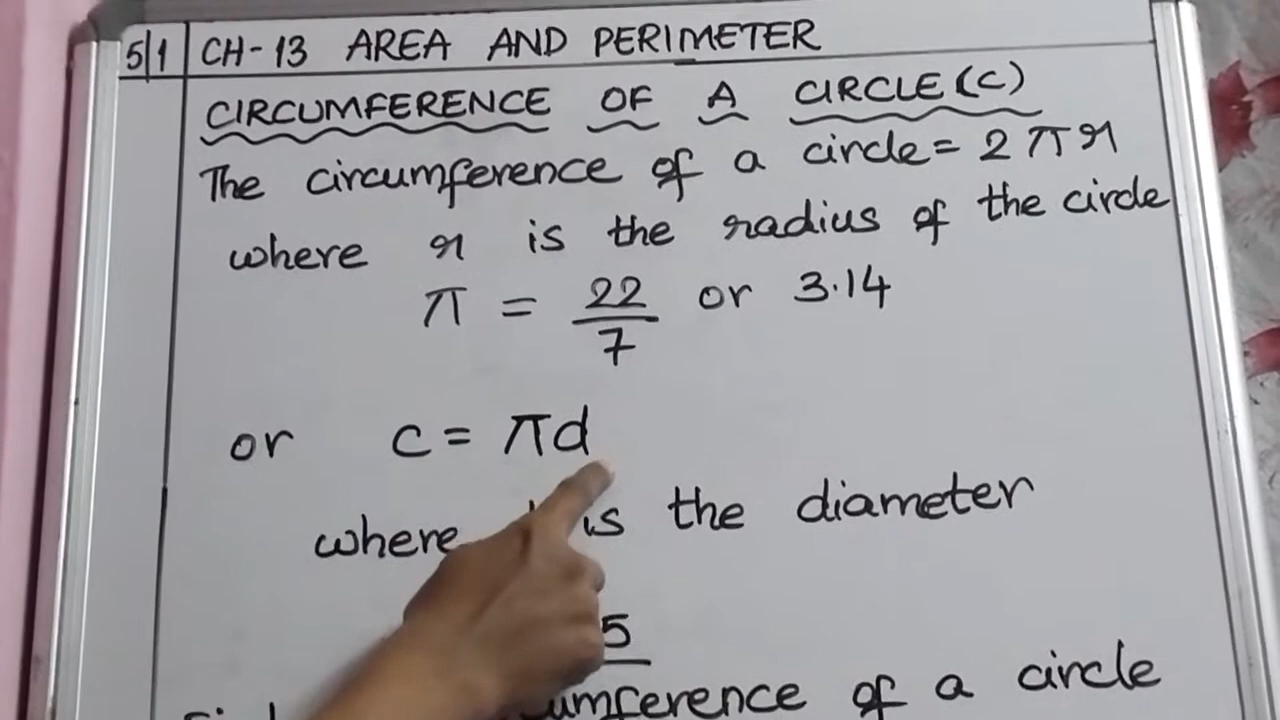 5|1 CH-13 AREA AND PERIMETER
CIRCUMFERENCE OF A CIRCLE (C)
The circumference of a circle = 2πr
where r is the radius of the circle
π = 22/7 or 3.14
or c = πd
where is the diameter
5
of a circle